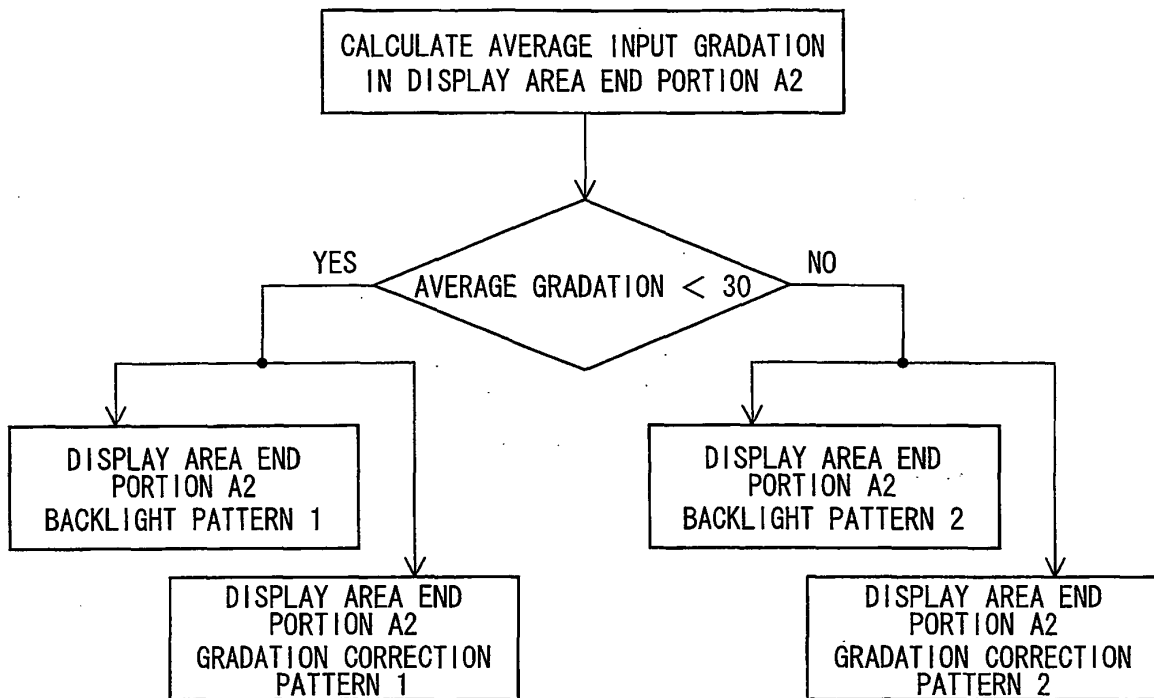 CALCULATE AVERAGE INPUT GRADATION
IN DISPLAY AREA END PORTION A2
YES
AVERAGE GRADATION < 30
NO
DISPLAY AREA END
PORTION A2
BACKLIGHT PATTERN 1
DISPLAY AREA END
PORTION A2
GRADATION CORRECTION
PATTERN 1
DISPLAY AREA END
PORTION A2
BACKLIGHT PATTERN 2
DISPLAY AREA END
PORTION A2
GRADATION CORRECTION
PATTERN 2